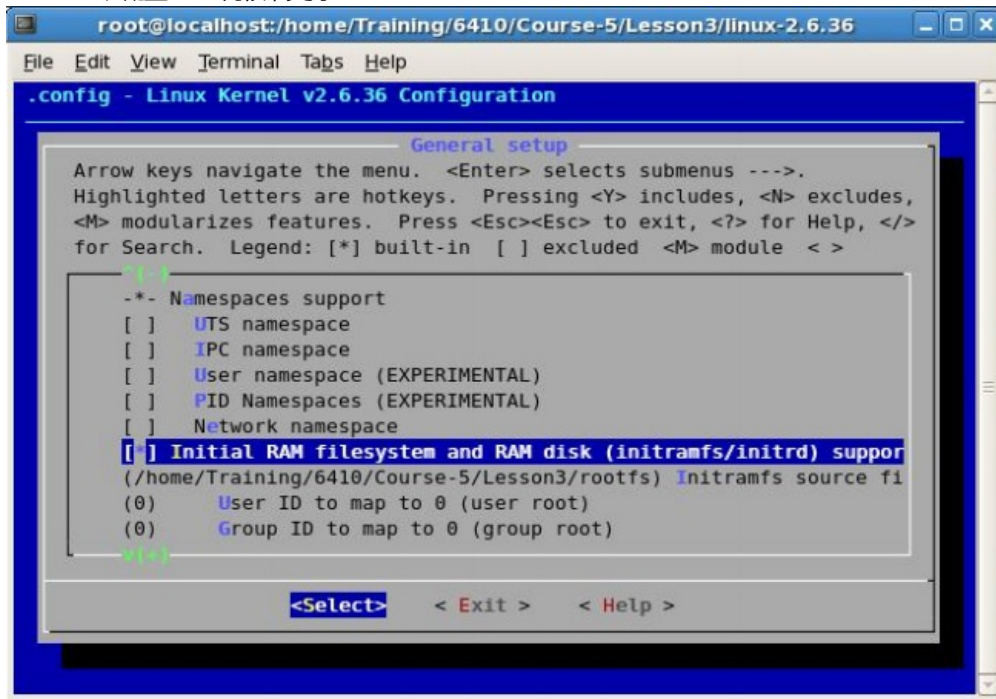 root@localhost:/home/Training/6410/Course-5/Lesson3/linux-2.6.36
File Edit View Terminal Tabs Help
.config - Linux Kernel v2.6.36 Configuration
General setup
Arrow keys navigate the menu. <Enter> selects submenus --->.
Highlighted letters are hotkeys. Pressing <Y> includes, <N> excludes,
<M> modularizes features. Press <Esc><Esc> to exit, <?> for Help, </>
for Search. Legend: [*] built-in [ ] excluded <M> module < >
^(-)
-*- Namespaces support
[ ] UTS namespace
[ ] IPC namespace
[ ] User namespace (EXPERIMENTAL)
[ ] PID Namespaces (EXPERIMENTAL)
[ ] Network namespace
[*] Initial RAM filesystem and RAM disk (initramfs/initrd) suppor
(/home/Training/6410/Course-5/Lesson3/rootfs) Initramfs source fi
(0) User ID to map to 0 (user root)
(0) Group ID to map to 0 (group root)
v(+)
<Select> < Exit > < Help >